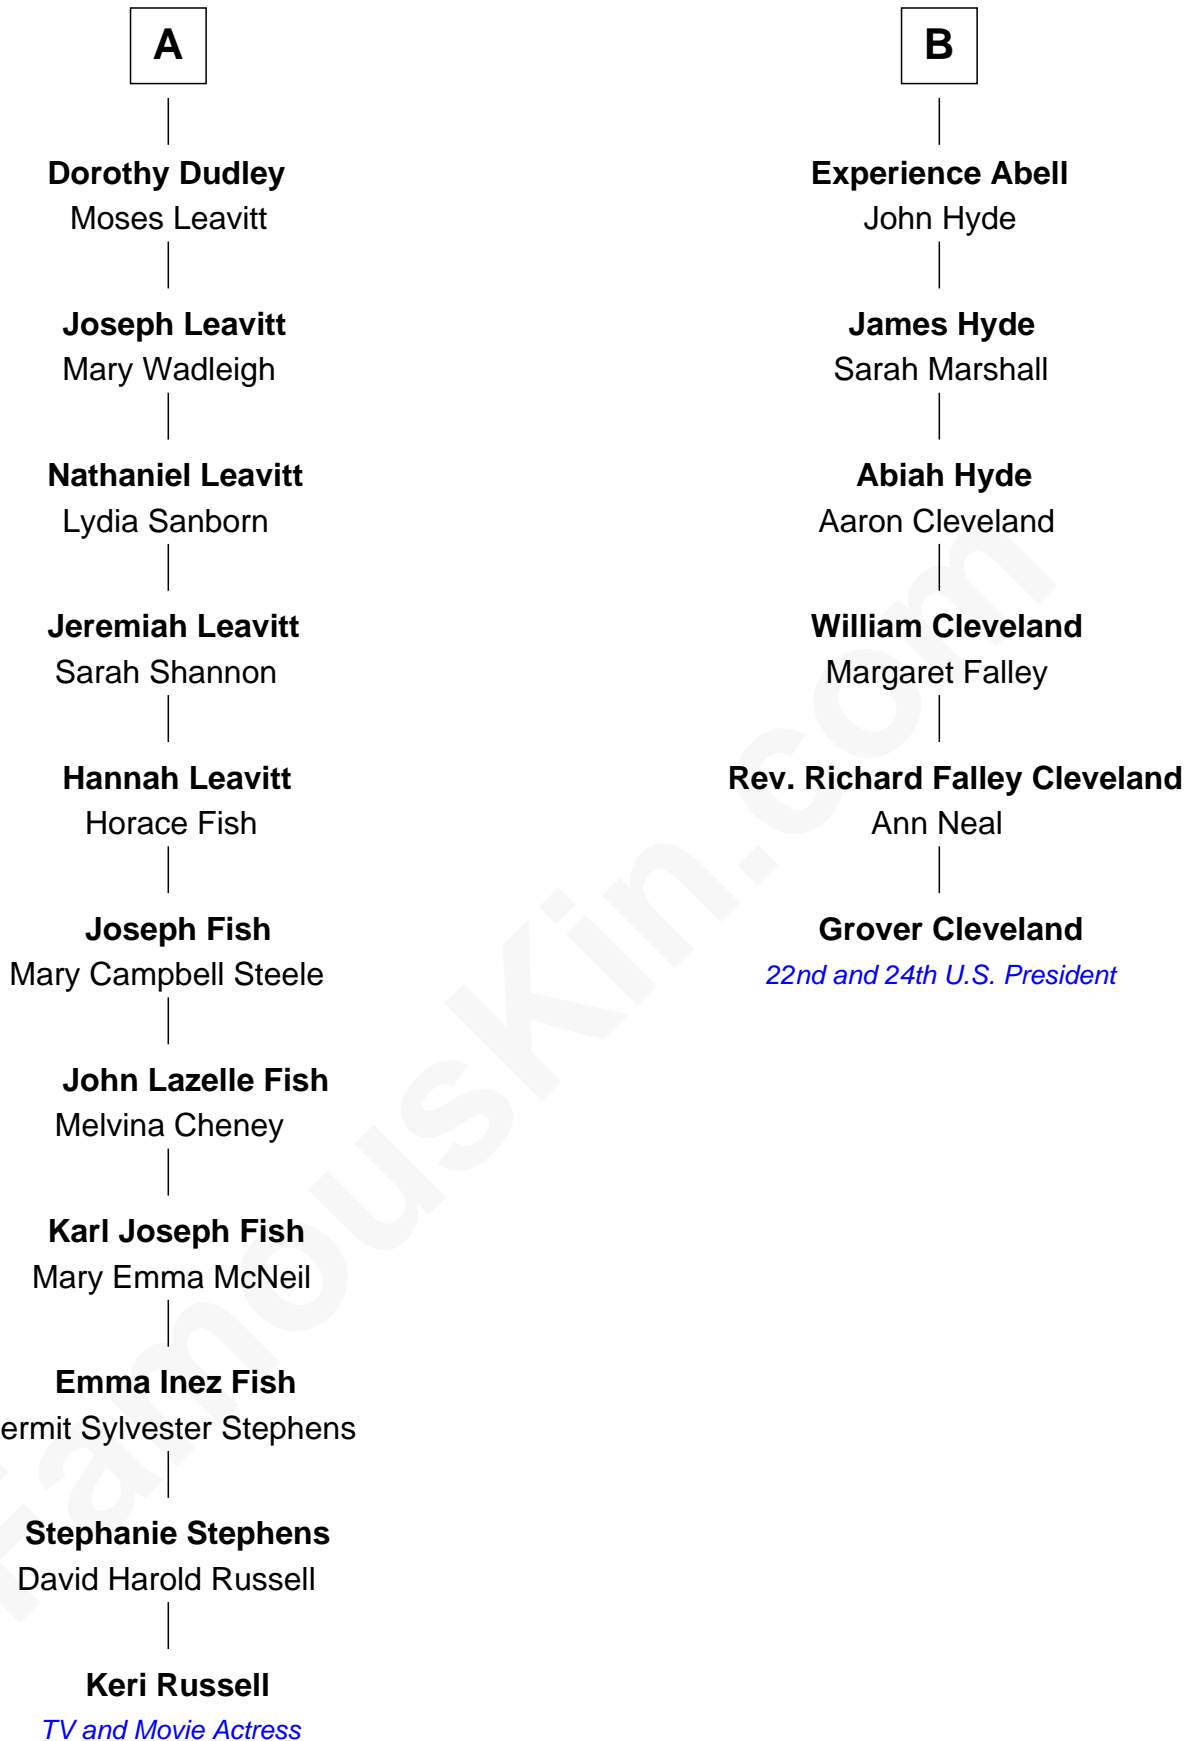 A
Dorothy Dudley
Moses Leavitt
Joseph Leavitt
Mary Wadleigh
Nathaniel Leavitt
Lydia Sanborn
Jeremiah Leavitt
Sarah Shannon
Hannah Leavitt
Horace Fish
Joseph Fish
Mary Campbell Steele
John Lazelle Fish
Melvina Cheney
Karl Joseph Fish
Mary Emma McNeil
Emma Inez Fish
ermit Sylvester Stephens
Stephanie Stephens
David Harold Russell
Keri Russell
TV and Movie Actress
B
Experience Abell
John Hyde
James Hyde
Sarah Marshall
Abiah Hyde
Aaron Cleveland
William Cleveland
Margaret Falley
Rev. Richard Falley Cleveland
Ann Neal
Grover Cleveland
22nd and 24th U.S. President
FamousKin.com